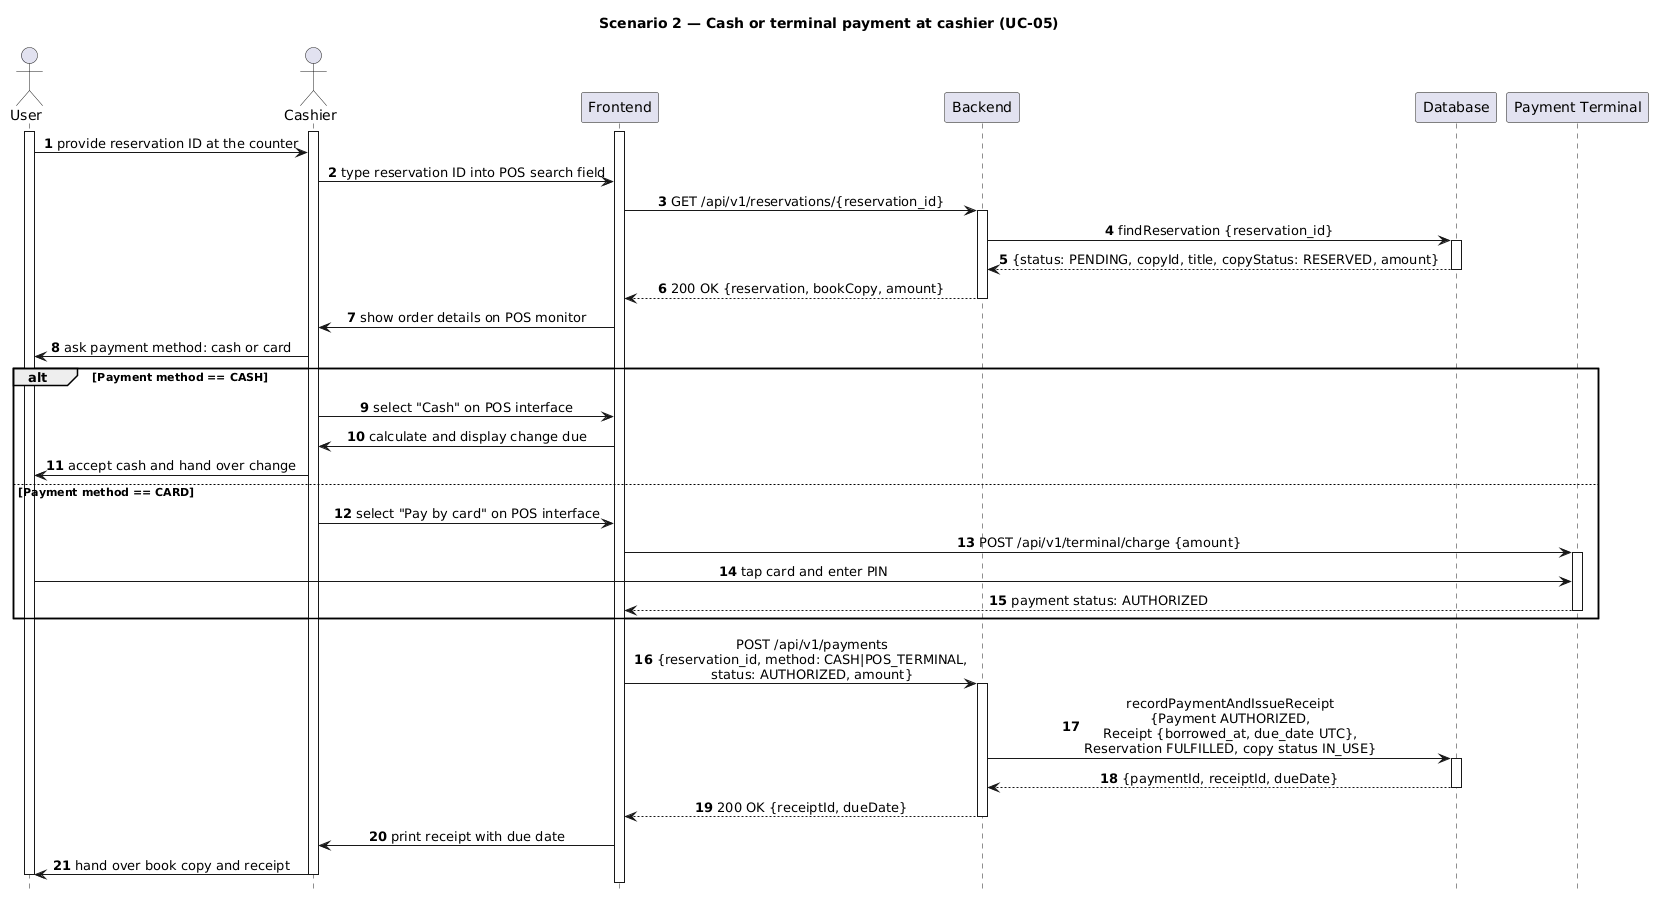 Scenario 2 — Cash or terminal payment at cashier (UC-05)
User
Cashier
Frontend
Backend
Database
Payment Terminal
1 provide reservation ID at the counter
2 type reservation ID into POS search field
3 GET /api/v1/reservations/{reservation_id}
4 findReservation {reservation_id}
5 {status: PENDING, copyId, title, copyStatus: RESERVED, amount}
6 200 OK {reservation, bookCopy, amount}
7 show order details on POS monitor
8 ask payment method: cash or card
alt [Payment method == CASH]
9 select "Cash" on POS interface
10 calculate and display change due
11 accept cash and hand over change
[Payment method == CARD]
12 select "Pay by card" on POS interface
13 POST /api/v1/terminal/charge {amount}
14 tap card and enter PIN
15 payment status: AUTHORIZED
POST /api/v1/payments
16 {reservation_id, method: CASH|POS_TERMINAL,
status: AUTHORIZED, amount}
recordPaymentAndIssueReceipt
{Payment AUTHORIZED,
17
Receipt {borrowed_at, due_date UTC},
Reservation FULFILLED, copy status IN_USE}
18 {paymentId, receiptId, dueDate}
19 200 OK {receiptId, dueDate}
20 print receipt with due date
21 hand over book copy and receipt